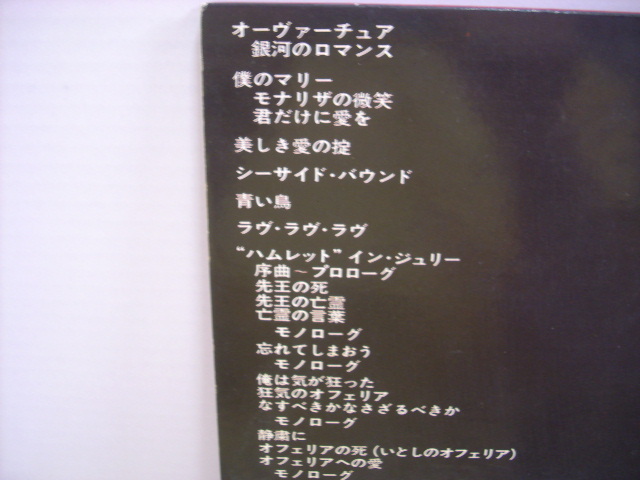 オーヴァーチュア
銀河のロマンス
僕のマリー
モナリザの微笑
君だけに愛を
美しき愛の掟
シーサイド・バウンド
青い鳥
ラヴ・ラヴ・ラヴ
“ハムレット”イン・ジュリー
序曲～プロローグ
先王の死
先王の亡霊
亡霊の言葉
モノローグ
忘れてしまおう
モノローグ
俺は気が狂った
狂気のオフェリア
なすべきかなさざるべきか
モノローグ
静粛に
オフェリアの死(いとしのオフェリア)
オフェリアへの愛
モノローグ